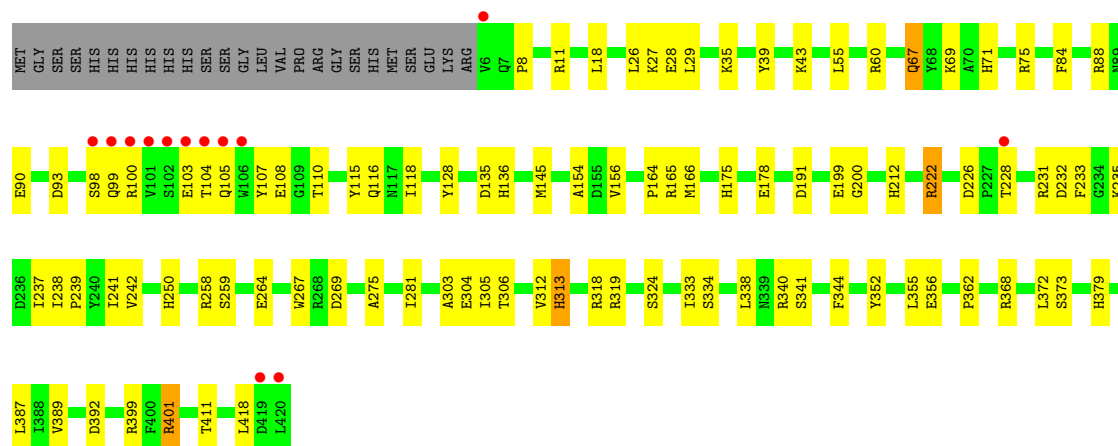 MET GLY SER SER HIS HIS HIS HIS HIS HIS SER SER GLY LEU VAL PRO ARG GLY SER HIS MET SER GLU LYS ARG V6 Q7 P8 R11 L18 L26 K27 E28 L29 K35 Y39 K43 L55 R60 Q67 Y68 K69 A70 H71 R75 F84 R88 N89
E90 D93 S98 Q99 R100 V101 S102 E103 T104 Q105 W106 Y107 E108 G109 T110 Y115 Q116 N117 I118 Y128 D135 H136 M145 A154 D155 V156 P164 R165 M166 H175 E178 D191 E199 G200 H212 R222 D226 P227 T228 R231 D232 F233 G234 K235
D236 I237 I238 P239 Y240 I241 V242 H250 R258 S259 E264 W267 R268 D269 A275 I281 A303 E304 I305 T306 V312 H313 R318 R319 S324 I333 S334 L338 N339 R340 S341 F344 Y352 L355 E356 P362 R368 L372 S373 H379
L387 I388 V389 D392 R399 F400 R401 T411 L418 D419 L420